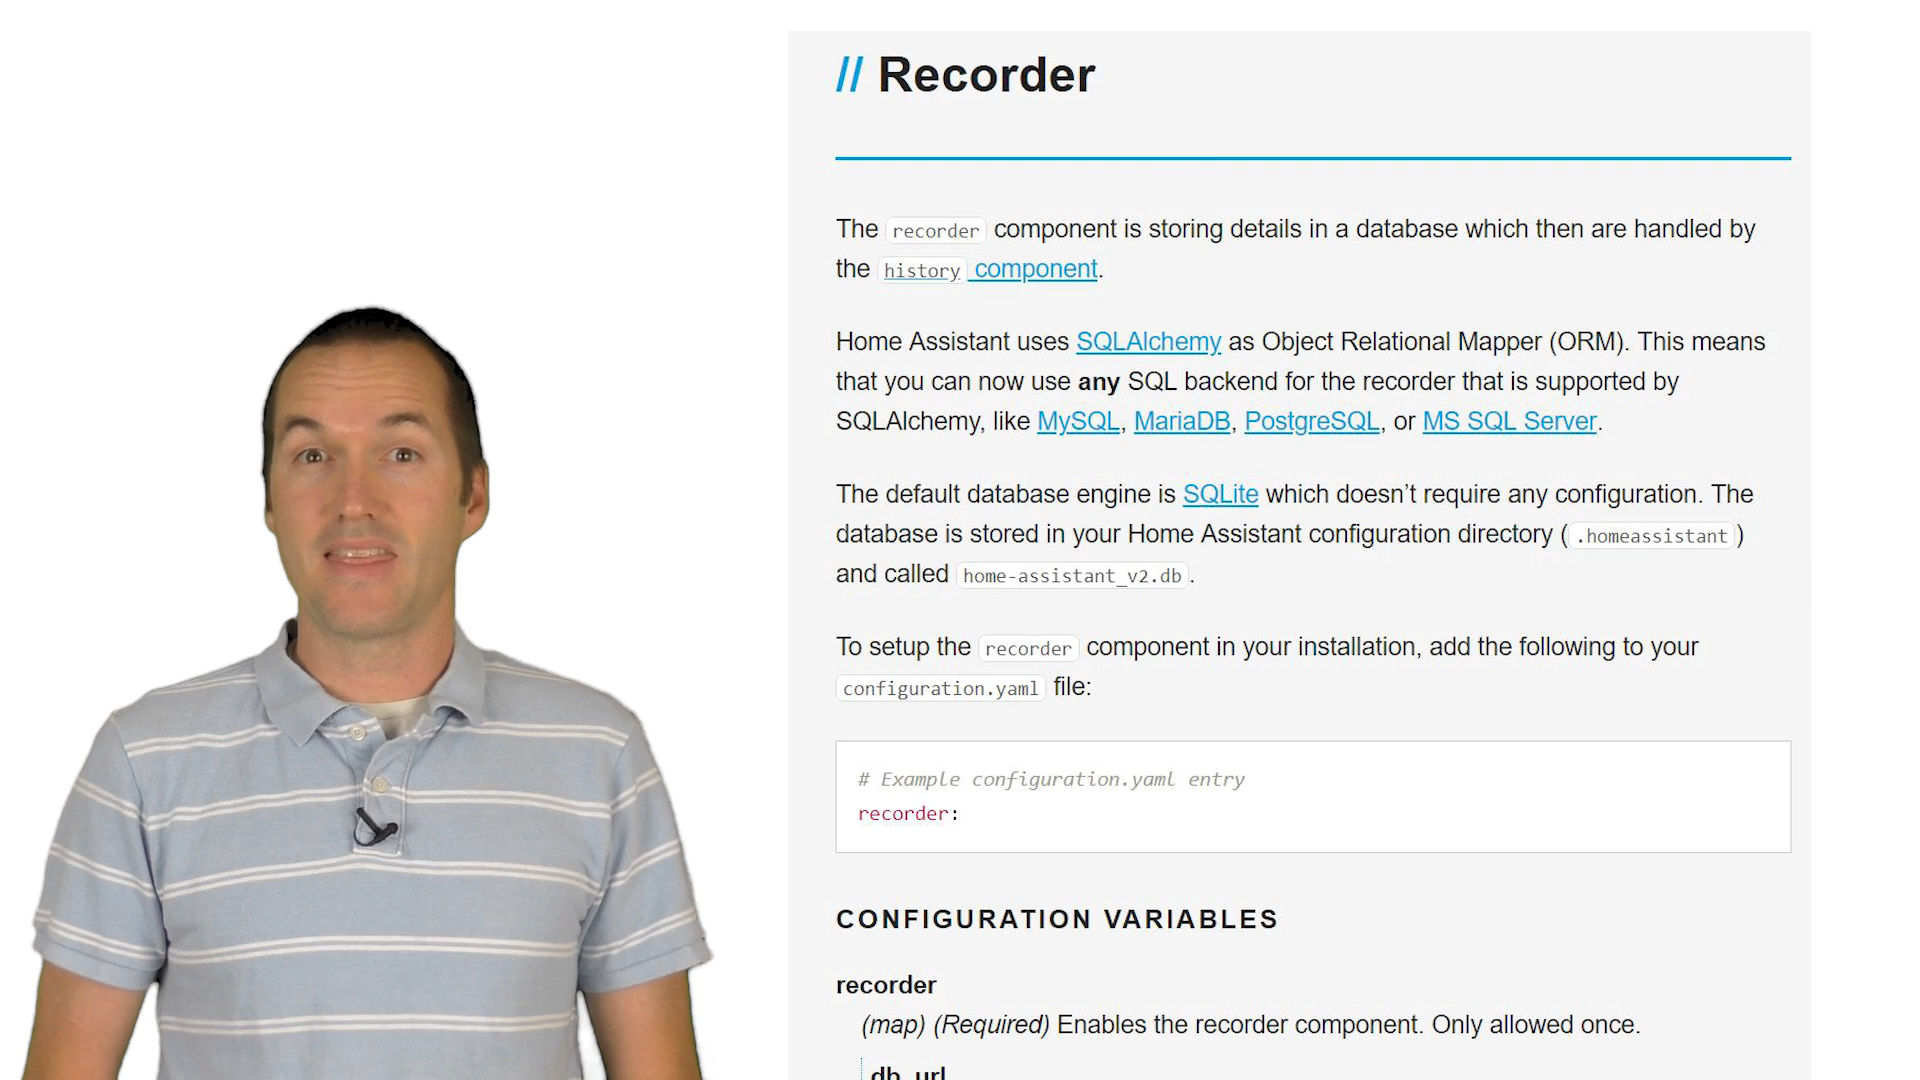 // Recorder
The recorder component is storing details in a database which then are handled by
the history component.
Home Assistant uses SQLAlchemy as Object Relational Mapper (ORM). This means
that you can now use any SQL backend for the recorder that is supported by
SQLAlchemy, like MySQL, MariaDB, PostgreSQL, or MS SQL Server.
The default database engine is SQLite which doesn’t require any configuration. The
database is stored in your Home Assistant configuration directory (.homeassistant)
and called home-assistant_v2.db.
To setup the recorder component in your installation, add the following to your
configuration.yaml file:
# Example configuration.yaml entry
recorder:
CONFIGURATION VARIABLES
recorder
(map) (Required) Enables the recorder component. Only allowed once.
db_url